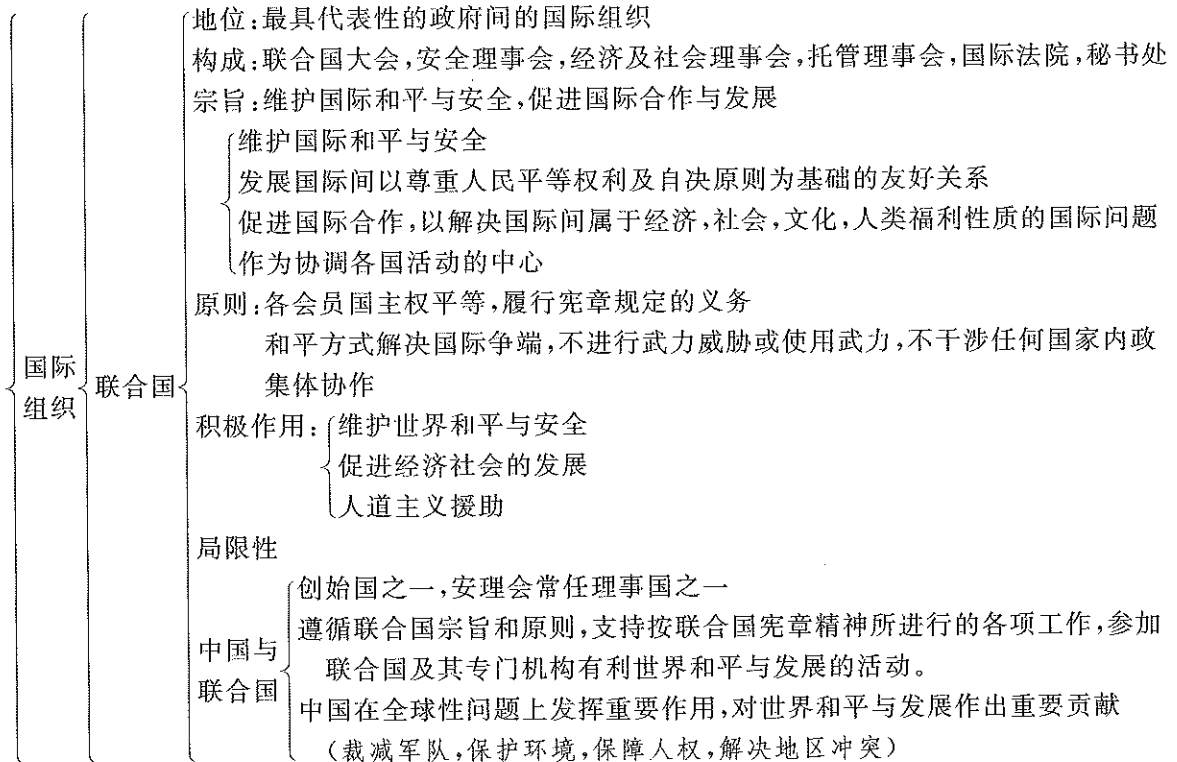 地位:最具代表性的政府间的国际组织
构成:联合国大会,安全理事会,经济及社会理事会,托管理事会,国际法院,秘书处
宗旨:维护国际和平与安全,促进国际合作与发展
维护国际和平与安全
发展国际间以尊重人民平等权利及自决原则为基础的友好关系
促进国际合作,以解决国际间属于经济,社会,文化,人类福利性质的国际问题
作为协调各国活动的中心
原则:各会员国主权平等,履行宪章规定的义务
和平方式解决国际争端,不进行武力威胁或使用武力,不干涉任何国家内政
集体协作
国际
组织
联合国
积极作用:
维护世界和平与安全
促进经济社会的发展
人道主义援助
局限性
中国与
联合国
创始国之一,安理会常任理事国之一
遵循联合国宗旨和原则,支持按联合国宪章精神所进行的各项工作,参加
联合国及其专门机构有利世界和平与发展的活动。
中国在全球性问题上发挥重要作用,对世界和平与发展作出重要贡献
(裁减军队,保护环境,保障人权,解决地区冲突)